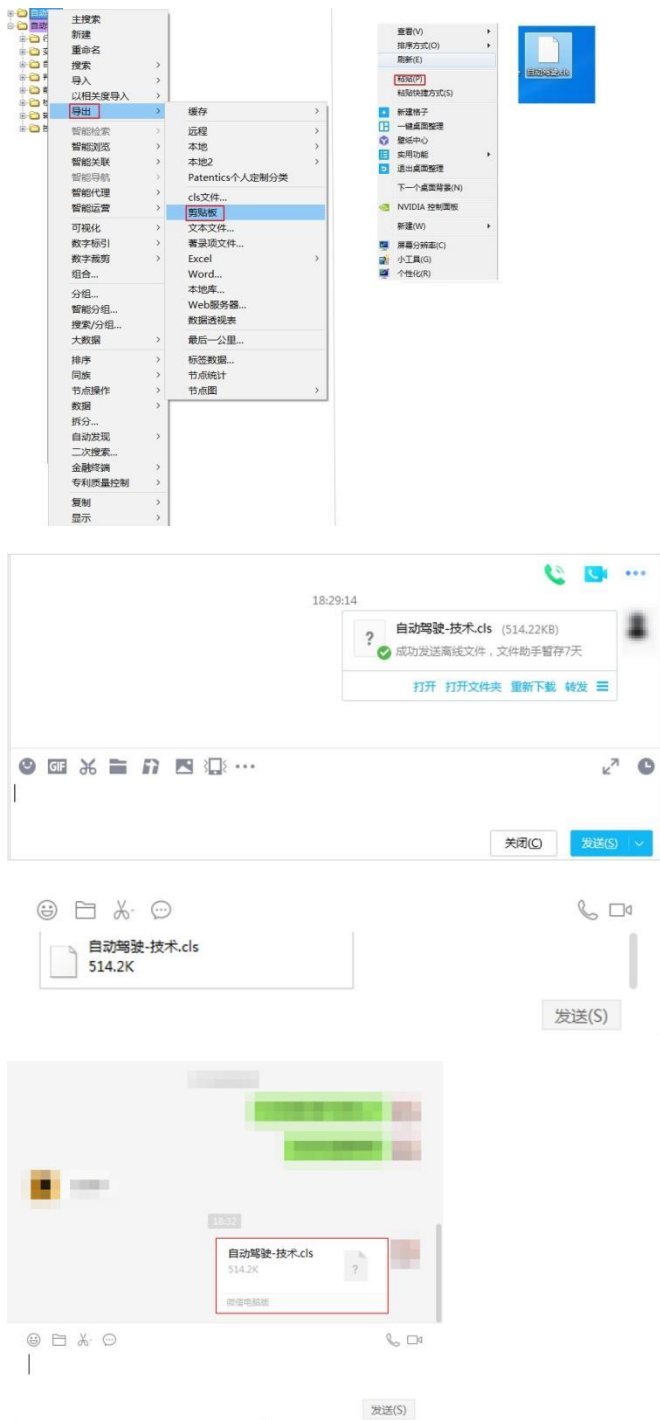 自动
自动
主搜索
新建
重命名
搜索
导入
以相关度导入
导出
智能检索
智能浏览
智能关联
智能导航
智能代理
智能运营
可视化
数字标引
数字裁剪
组合...
分组...
智能分组...
搜索/分组...
大数据
排序
同族
节点操作
数据
拆分...
自动发现
二次搜索...
金融终端
专利质量控制
复制
显示
缓存
远程
本地
本地2
Patentics个人定制分类
cls文件...
剪贴板
文本文件...
著录项文件...
Excel
Word...
本地库...
Web服务器...
数据透视表
最后一公里...
标签数据...
节点统计
节点图
查看(V)
排序方式(O)
刷新(E)
粘贴(P)
粘贴快捷方式(S)
新建格子
一键桌面整理
壁纸中心
实用功能
退出桌面整理
下一个桌面背景(N)
NVIDIA 控制面板
新建(W)
屏幕分辨率(C)
小工具(G)
个性化(R)
自动驾驶.cls
18:29:14
自动驾驶-技术.cls (514.22KB)
成功发送离线文件，文件助手暂存7天
打开 打开文件夹 重新下载 转发
GIF
关闭(C) 发送(S)
自动驾驶-技术.cls
514.2K
发送(S)
18:32
自动驾驶-技术.cls
514.2K
微信电脑版
发送(S)